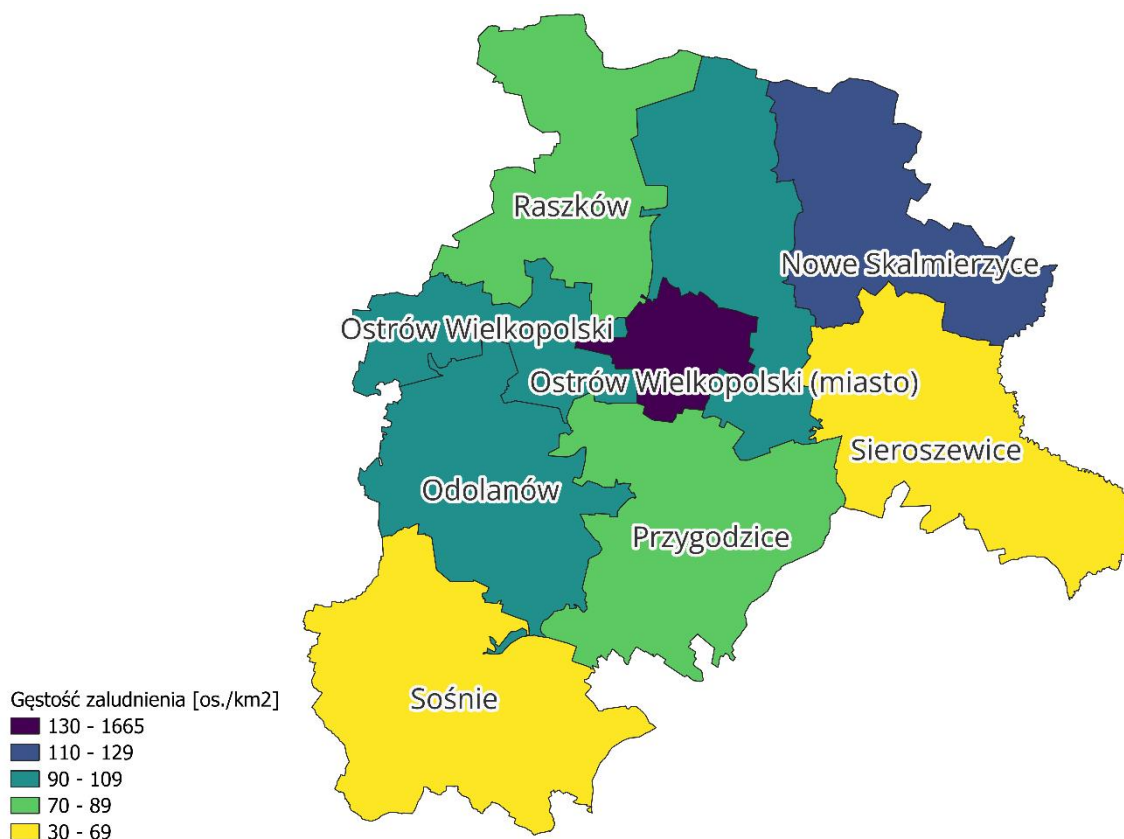 Raszków
Nowe Skalmierzyce
Ostrów Wielkopolski
Ostrów Wielkopolski (miasto)
Sieroszewice
Odolanów
Przygodzice
Sośnie
Gęstość zaludnienia [os./km2]
130 - 1665
110 - 129
90 - 109
70 - 89
30 - 69